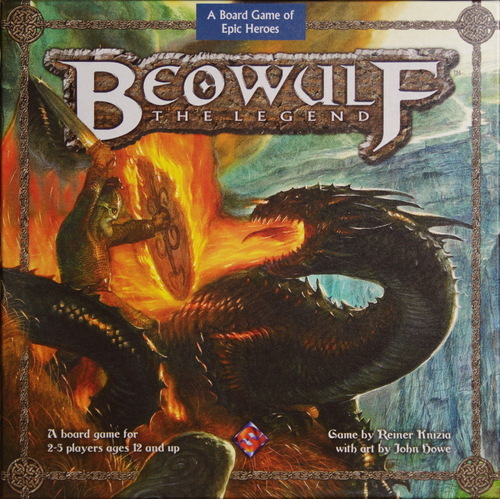 A Board Game of
Epic Heroes
BEOWULF™
THE LEGEND
A board game for
2-5 players ages 12 and up
Game by Reiner Knizia
with art by John Howe